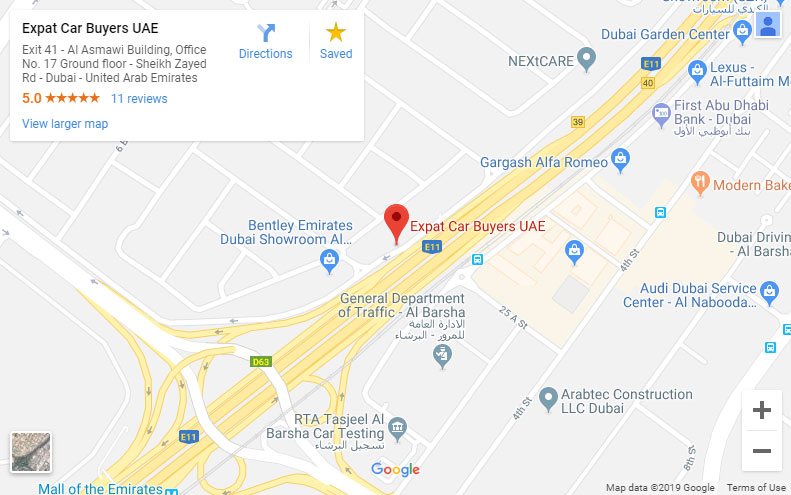 Expat Car Buyers UAE
Exit 41 - Al Asmawi Building, Office
No. 17 Ground floor - Sheikh Zayed
Rd - Dubai - United Arab Emirates
5.0 ★★★★★ 11 reviews
View larger map
Directions
Saved
الكندي للسيارات
Dubai Garden Center
NEXtCARE
E11
40
Lexus -
Al-Futtaim M
39
First Abu Dhabi
Bank - Dubai
بنك أبوظبي الأول
Gargash Alfa Romeo
Modern Bake
Bentley Emirates
Dubai Showroom Al...
Expat Car Buyers UAE
E11
Dubai Drivin
- Al Barsha
4th St
General Department
of Traffic - Al Barsha
الادارة العامة
للمرور - البرشاء
25 A St
Audi Dubai Service
Center - Al Nabooda...
D63
Arabtec Construction
LLC Dubai
4th St
RTA Tasjeel Al
Barsha Car Testing
تسجيل البرشاء
E11
8th St
Google
Mall of the Emirates
Map data ©2019 Google
Terms of Use